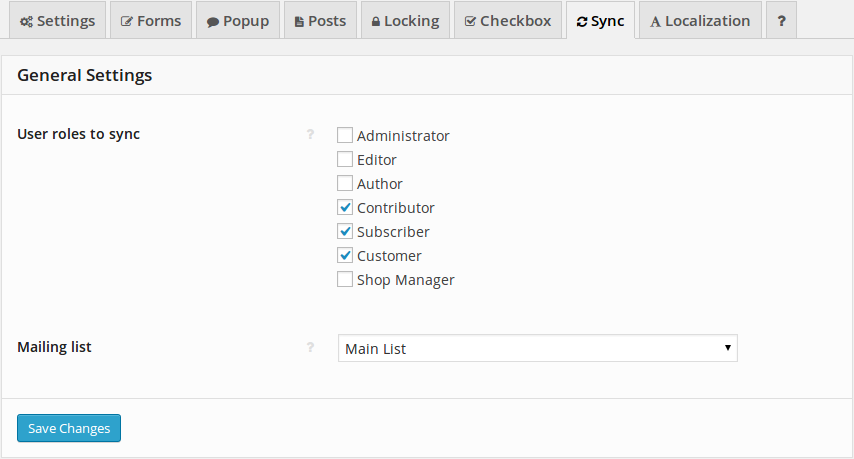 Settings Forms Popup Posts Locking Checkbox Sync Localization ?
General Settings
User roles to sync ? Administrator
Editor
Author
Contributor
Subscriber
Customer
Shop Manager
Mailing list ? Main List
Save Changes